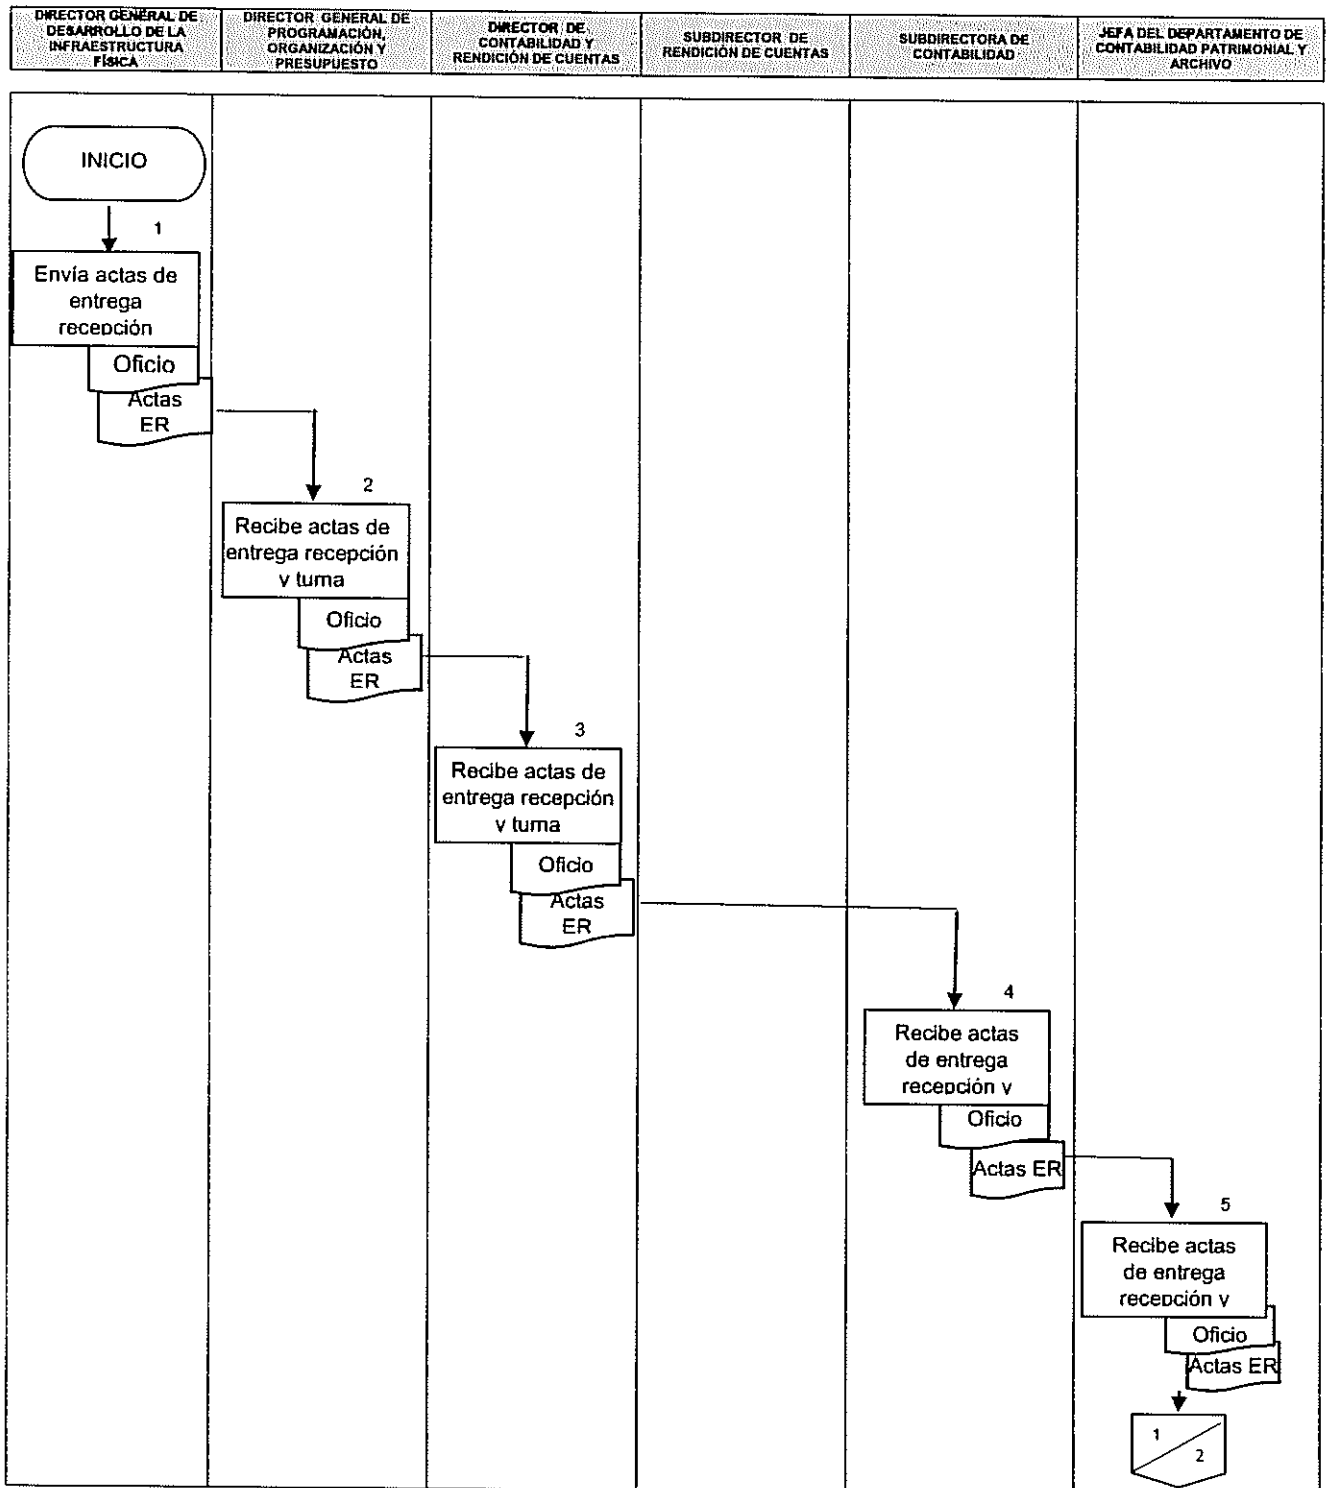 DIRECTOR GENERAL DE
DESARROLLO DE LA
INFRAESTRUCTURA
FÍSICA
DIRECTOR GENERAL DE
PROGRAMACIÓN,
ORGANIZACIÓN Y
PRESUPUESTO
DIRECTOR DE
CONTABILIDAD Y
RENDICIÓN DE CUENTAS
SUBDIRECTOR DE
RENDICIÓN DE CUENTAS
SUBDIRECTORA DE
CONTABILIDAD
JEFA DEL DEPARTAMENTO DE
CONTABILIDAD PATRIMONIAL Y
ARCHIVO
INICIO
1
Envía actas de
entrega
recepción
Oficio
Actas
ER
2
Recibe actas de
entrega recepción
y turna
Oficio
Actas
ER
3
Recibe actas de
entrega recepción
y turna
Oficio
Actas
ER
4
Recibe actas
de entrega
recepción y
Oficio
Actas ER
5
Recibe actas
de entrega
recepción y
Oficio
Actas ER
1
2